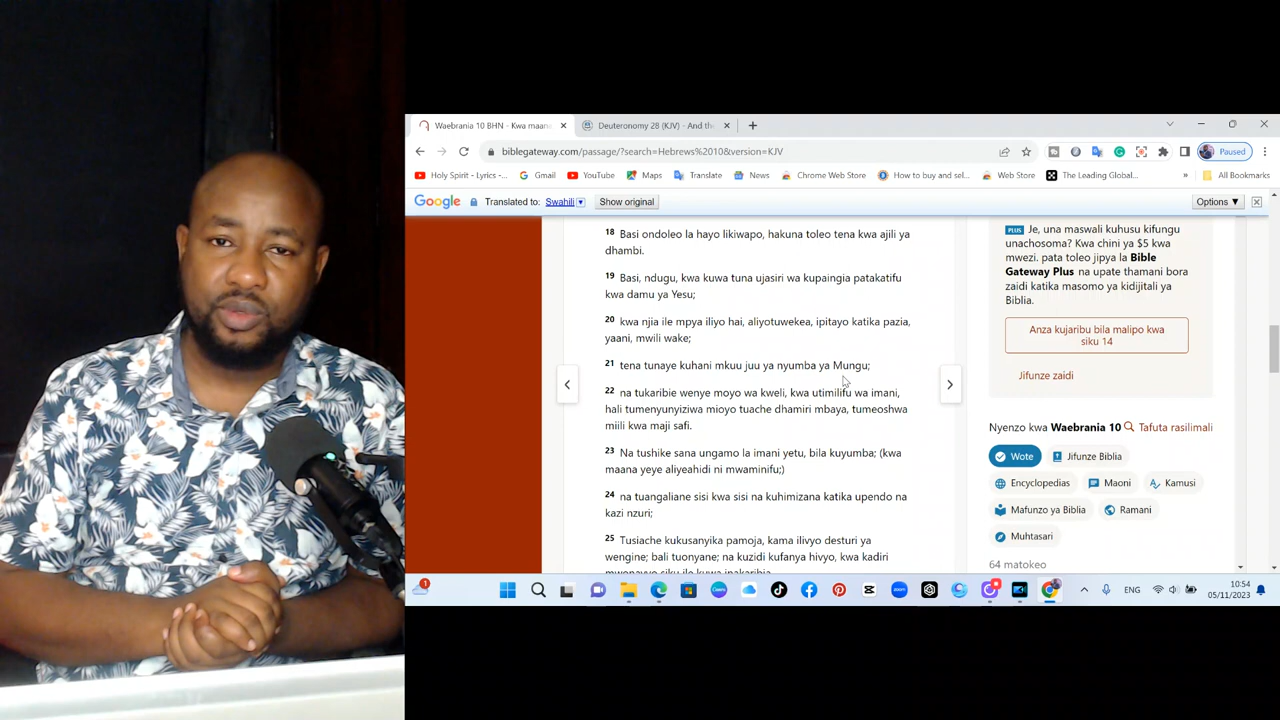 Waebrania 10 BHN - Kwa maana
Deuteronomy 28 (KJV) - And the
biblegateway.com/passage/?search=Hebrews%2010&version=KJV
Paused
Holy Spirit - Lyrics -...
Gmail
YouTube
Maps
Translate
News
Chrome Web Store
How to buy and sel...
Web Store
The Leading Global...
»
All Bookmarks
Google
Translated to: Swahili
Show original
Options ▼
18 Basi ondoleo la hayo likiwapo, hakuna toleo tena kwa ajili ya
dhambi.
19 Basi, ndugu, kwa kuwa tuna ujasiri wa kupaingia patakatifu
kwa damu ya Yesu;
20 kwa njia ile mpya iliyo hai, aliyotuwekea, ipitayo katika pazia,
yaani, mwili wake;
21 tena tunaye kuhani mkuu juu ya nyumba ya Mungu;
22 na tukaribie wenye moyo wa kweli, kwa utimilifu wa imani,
hali tumenyunyiziwa mioyo tuache dhamiri mbaya, tumeoshwa
miili kwa maji safi.
23 Na tushike sana ungamo la imani yetu, bila kuyumba; (kwa
maana yeye aliyeahidi ni mwaminifu;)
24 na tuangaliane sisi kwa sisi na kuhimizana katika upendo na
kazi nzuri;
25 Tusiache kukusanyika pamoja, kama ilivyo desturi ya
wengine; bali tuonyane; na kuzidi kufanya hivyo, kwa kadiri
mwonavyo siku ile kuwa inakaribia.
PLUS Je, una maswali kuhusu kifungu
unachosoma? Kwa chini ya $5 kwa
mwezi. pata toleo jipya la Bible
Gateway Plus na upate thamani bora
zaidi katika masomo ya kidijitali ya
Biblia.
Anza kujaribu bila malipo kwa
siku 14
Jifunze zaidi
Nyenzo kwa Waebrania 10
Tafuta rasilimali
Wote
Jifunze Biblia
Encyclopedias
Maoni
Kamusi
Mafunzo ya Biblia
Ramani
Muhtasari
64 matokeo
1
zoom
ENG
10:54
05/11/2023